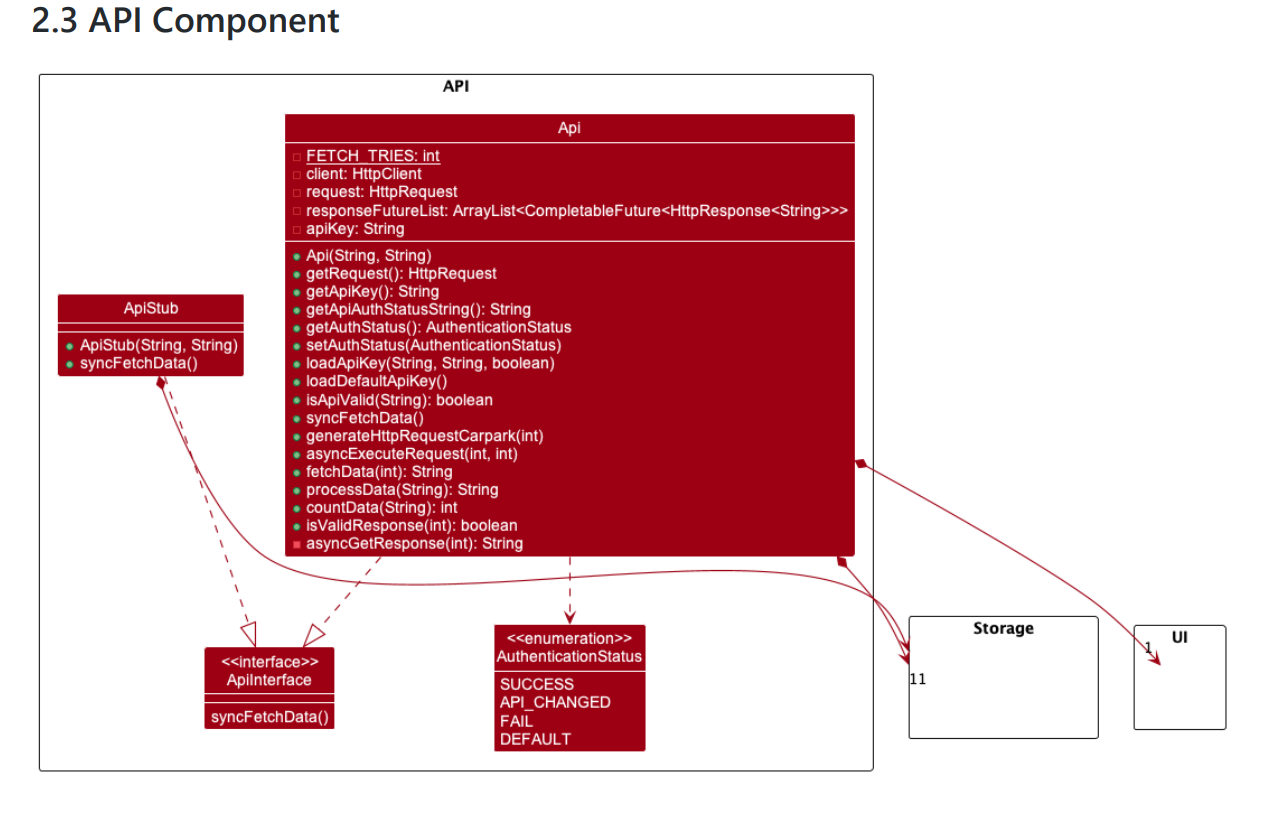 2.3 API Component
API
Api
FETCH_TRIES: int
client: HttpClient
request: HttpRequest
responseFutureList: ArrayList<CompletableFuture<HttpResponse<String>>>
apiKey: String
Api(String, String)
getRequest(): HttpRequest
getApiKey(): String
getApiAuthStatusString(): String
getAuthStatus(): AuthenticationStatus
setAuthStatus(AuthenticationStatus)
loadApiKey(String, String, boolean)
loadDefaultApiKey()
isApiValid(String): boolean
syncFetchData()
generateHttpRequestCarpark(int)
asyncExecuteRequest(int, int)
fetchData(int): String
processData(String): String
countData(String): int
isValidResponse(int): boolean
asyncGetResponse(int): String
ApiStub
ApiStub(String, String)
syncFetchData()
<<interface>>
ApiInterface
syncFetchData()
<<enumeration>>
AuthenticationStatus
SUCCESS
API_CHANGED
FAIL
DEFAULT
Storage
11
UI
1